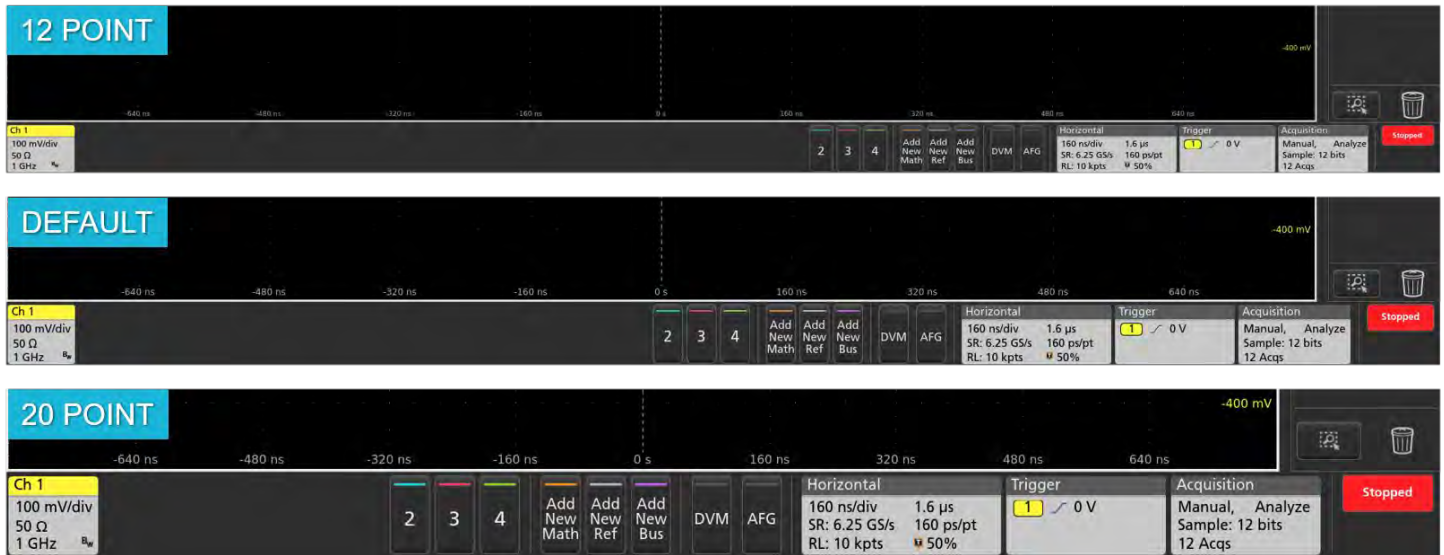 12 POINT
-400 mV
-640 ns -480 ns -320 ns -160 ns 0 s 160 ns 320 ns 480 ns 640 ns
Ch 1
100 mV/div
50 Ω
1 GHz Bw
2 3 4
Add New Math
Add New Ref
Add New Bus
DVM AFG
Horizontal
160 ns/div 1.6 µs
SR: 6.25 GS/s 160 ps/pt
RL: 10 kpts 50%
Trigger
1 0 V
Acquisition
Manual, Analyze
Sample: 12 bits
12 Acqs
Stopped
DEFAULT
-400 mV
-640 ns -480 ns -320 ns -160 ns 0 s 160 ns 320 ns 480 ns 640 ns
Ch 1
100 mV/div
50 Ω
1 GHz Bw
2 3 4
Add New Math
Add New Ref
Add New Bus
DVM AFG
Horizontal
160 ns/div 1.6 µs
SR: 6.25 GS/s 160 ps/pt
RL: 10 kpts 50%
Trigger
1 0 V
Acquisition
Manual, Analyze
Sample: 12 bits
12 Acqs
Stopped
20 POINT
-400 mV
-640 ns -480 ns -320 ns -160 ns 0 s 160 ns 320 ns 480 ns 640 ns
Ch 1
100 mV/div
50 Ω
1 GHz Bw
2 3 4
Add New Math
Add New Ref
Add New Bus
DVM AFG
Horizontal
160 ns/div 1.6 µs
SR: 6.25 GS/s 160 ps/pt
RL: 10 kpts 50%
Trigger
1 0 V
Acquisition
Manual, Analyze
Sample: 12 bits
12 Acqs
Stopped